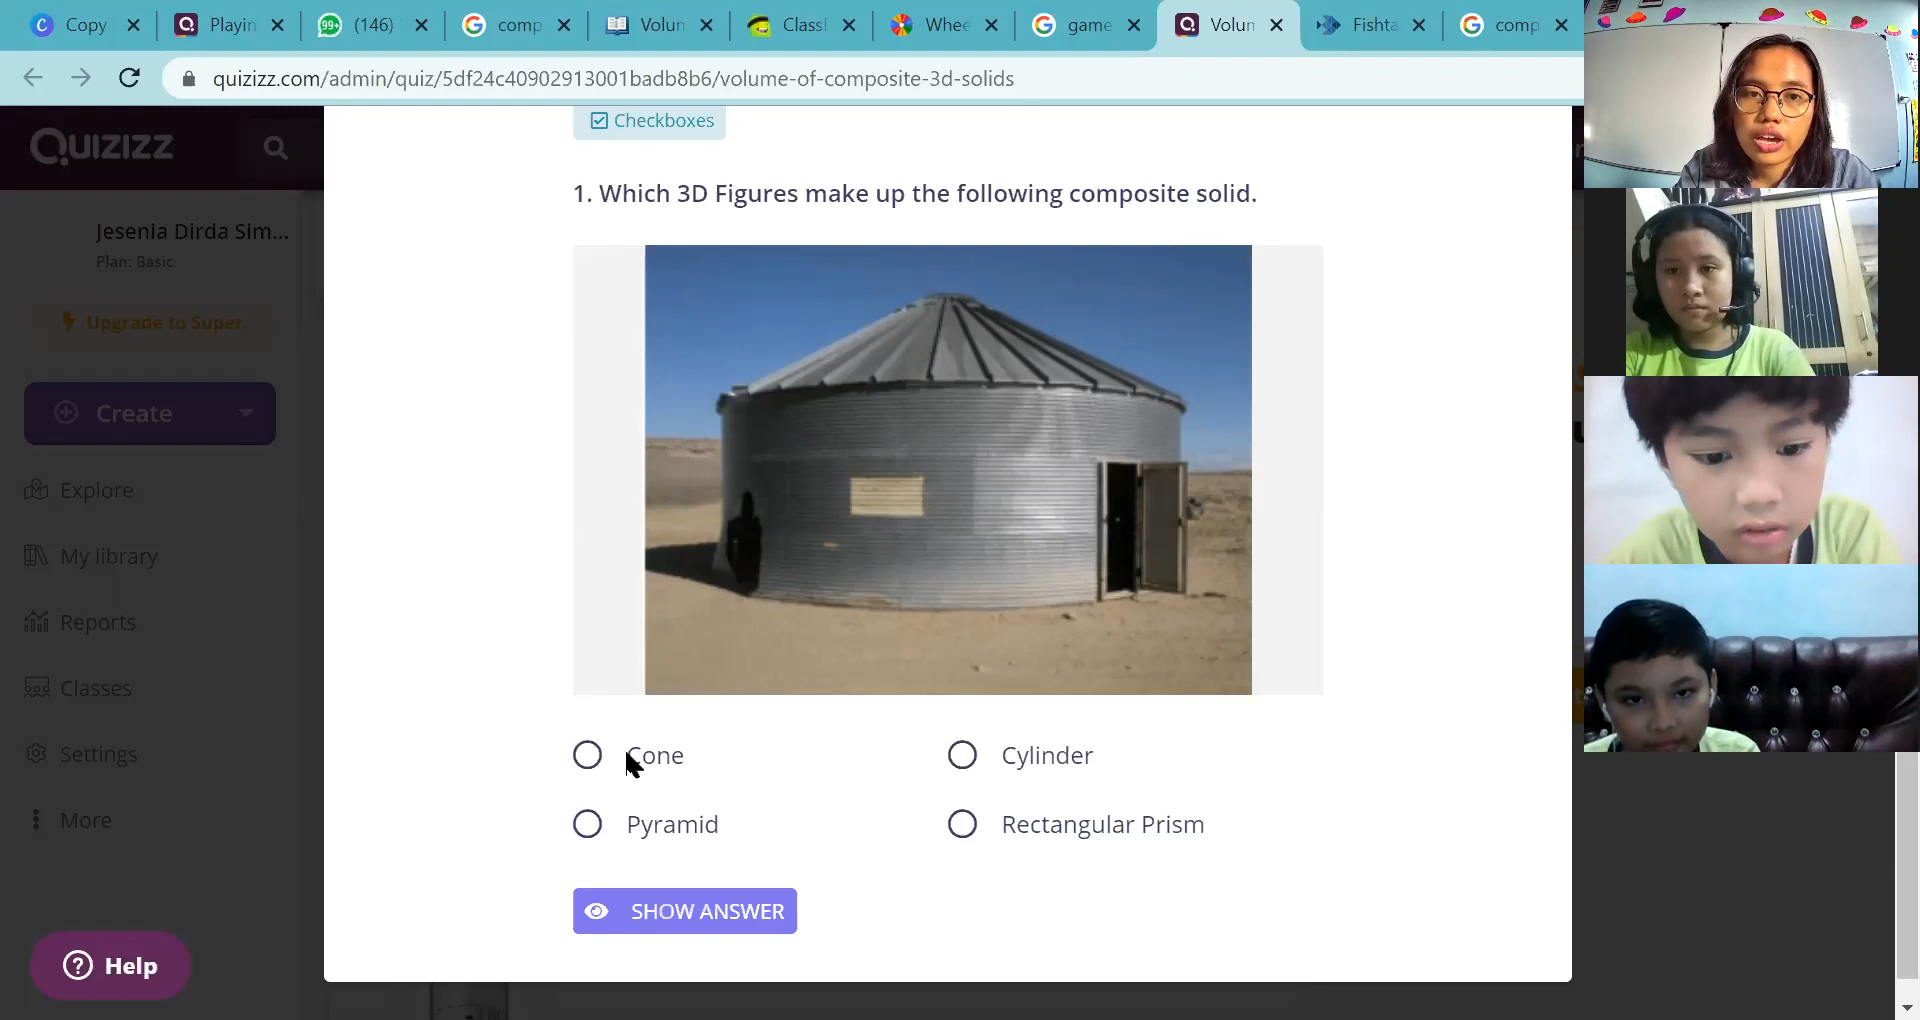 Copy
Playin
99+
(146)
comp
Volun
Class
Whee
game
Volun
Fishta
comp
quizizz.com/admin/quiz/5df24c40902913001badb8b6/volume-of-composite-3d-solids
QUIZIZZ
Checkboxes
1. Which 3D Figures make up the following composite solid.
Jesenia Dirda Sim...
Plan: Basic
Upgrade to Super
Create
Explore
My library
Reports
Classes
Settings
More
Help
Cone
Cylinder
Pyramid
Rectangular Prism
SHOW ANSWER